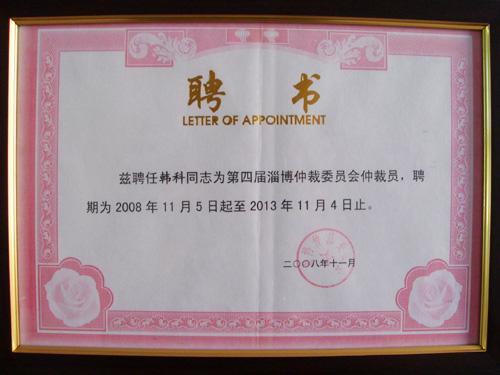 聘 书
LETTER OF APPOINTMENT
兹聘任韩科同志为第四届淄博仲裁委员会仲裁员，聘
期为2008年11月5日起至2013年11月4日止。
二〇〇八年十一月